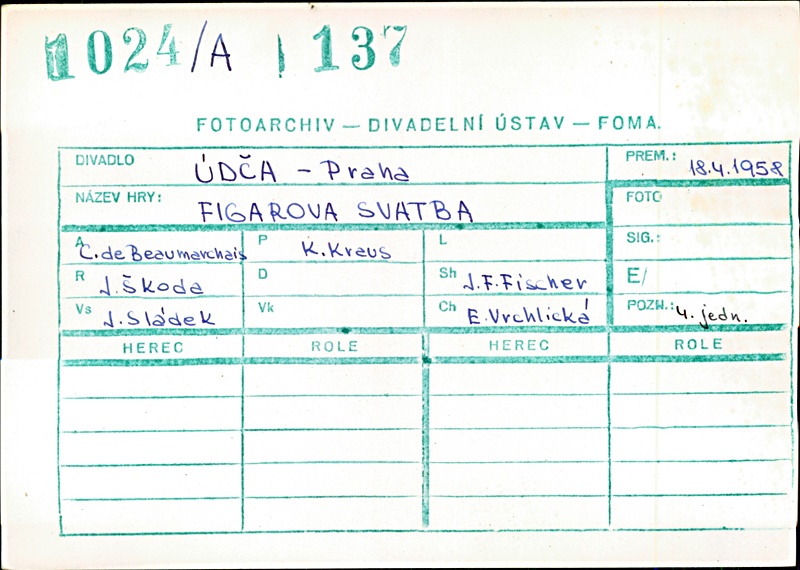 1024/A 137
FOTOARCHIV — DIVADELNÍ ÚSTAV — FOMA.
DIVADLO ÚDČA - Praha PREM.: 18.4.1958
NÁZEV HRY: FIGAROVA SVATBA FOTO
A C. de Beaumarchais P K. Kraus L SIG.:
R J. Škoda D Sh J.F. Fischer E/
Vs J. Sládek Vk Ch E. Vrchlická POZN.: 4. jedn.
HEREC ROLE HEREC ROLE